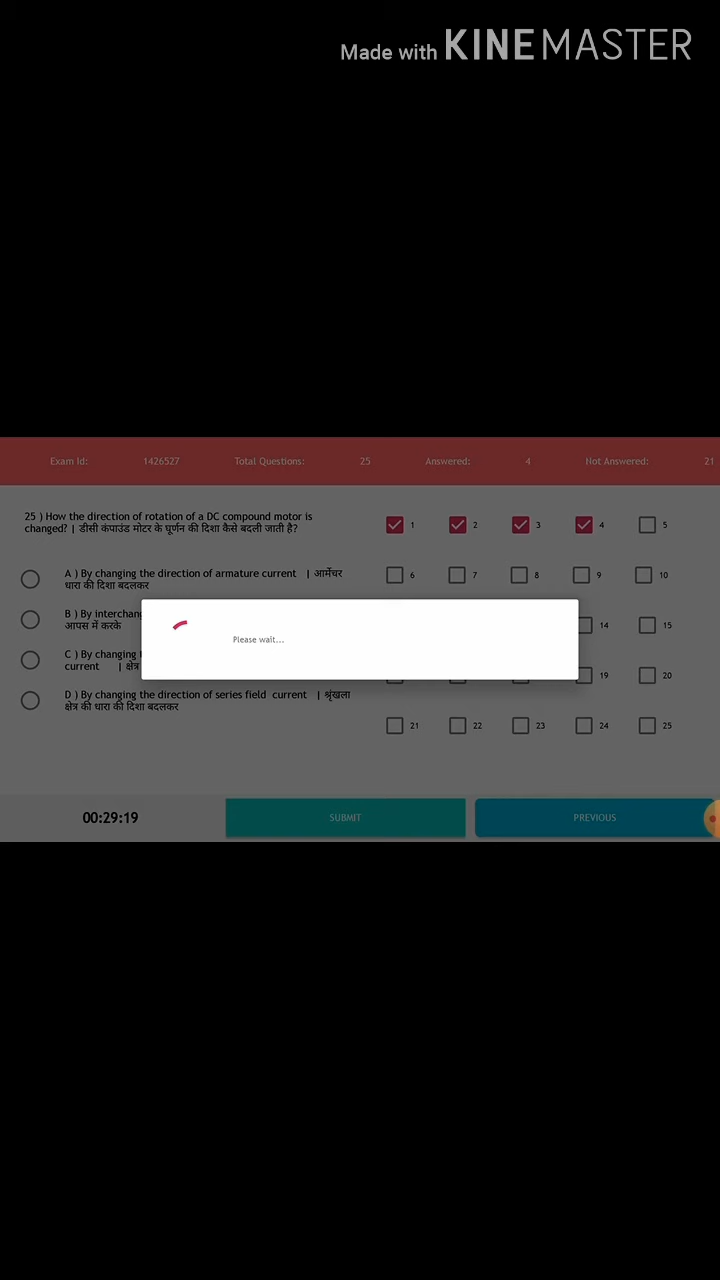 Made with KINEMASTER
Exam Id: 1426527 Total Questions: 25 Answered: 4 Not Answered: 21
25 ) How the direction of rotation of a DC compound motor is
changed? | डीसी कंपाउंड मोटर के घूर्णन की दिशा कैसे बदली जाती है?
A ) By changing the direction of armature current | आर्मेचर
धारा की दिशा बदलकर
B ) By interchang
आपस में करके
C ) By changing t
current | क्षेत्र
D ) By changing the direction of series field current | श्रृंखला
क्षेत्र की धारा की दिशा बदलकर
1 2 3 4 5
6 7 8 9 10
14 15
19 20
21 22 23 24 25
Please wait...
00:29:19 SUBMIT PREVIOUS